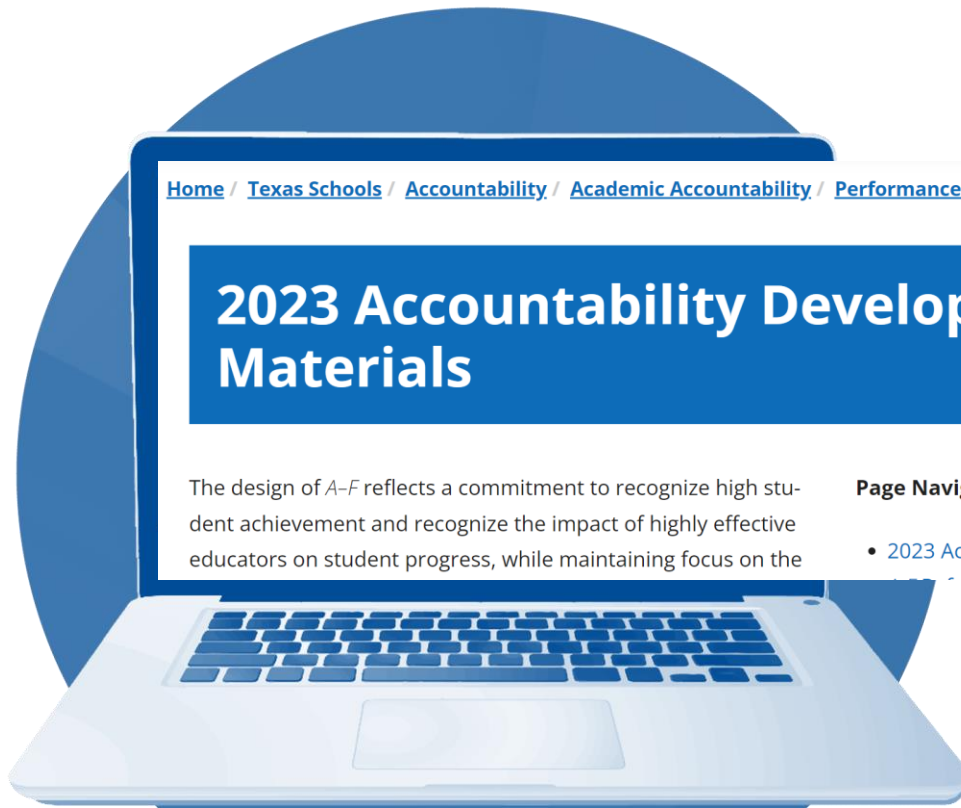 Home / Texas Schools / Accountability / Academic Accountability / Performance
2023 Accountability Develop
Materials
The design of A–F reflects a commitment to recognize high stu-
dent achievement and recognize the impact of highly effective
educators on student progress, while maintaining focus on the
Page Navi
• 2023 Ac